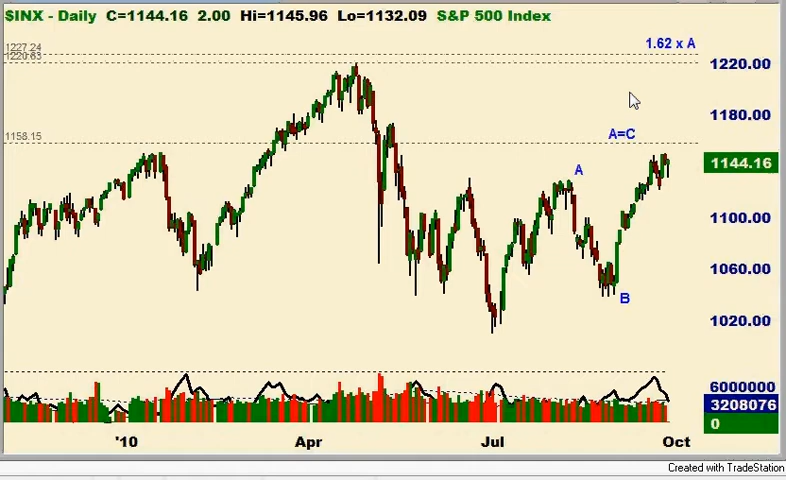 $INX - Daily C=1144.16 2.00 Hi=1145.96 Lo=1132.09 S&P 500 Index
1.62 x A
1227.24
1220.63
1220.00
1180.00
A=C
1158.15
1144.16
A
1100.00
1060.00
B
1020.00
6000000
3208076
0
'10 Apr Jul Oct
Created with TradeStation